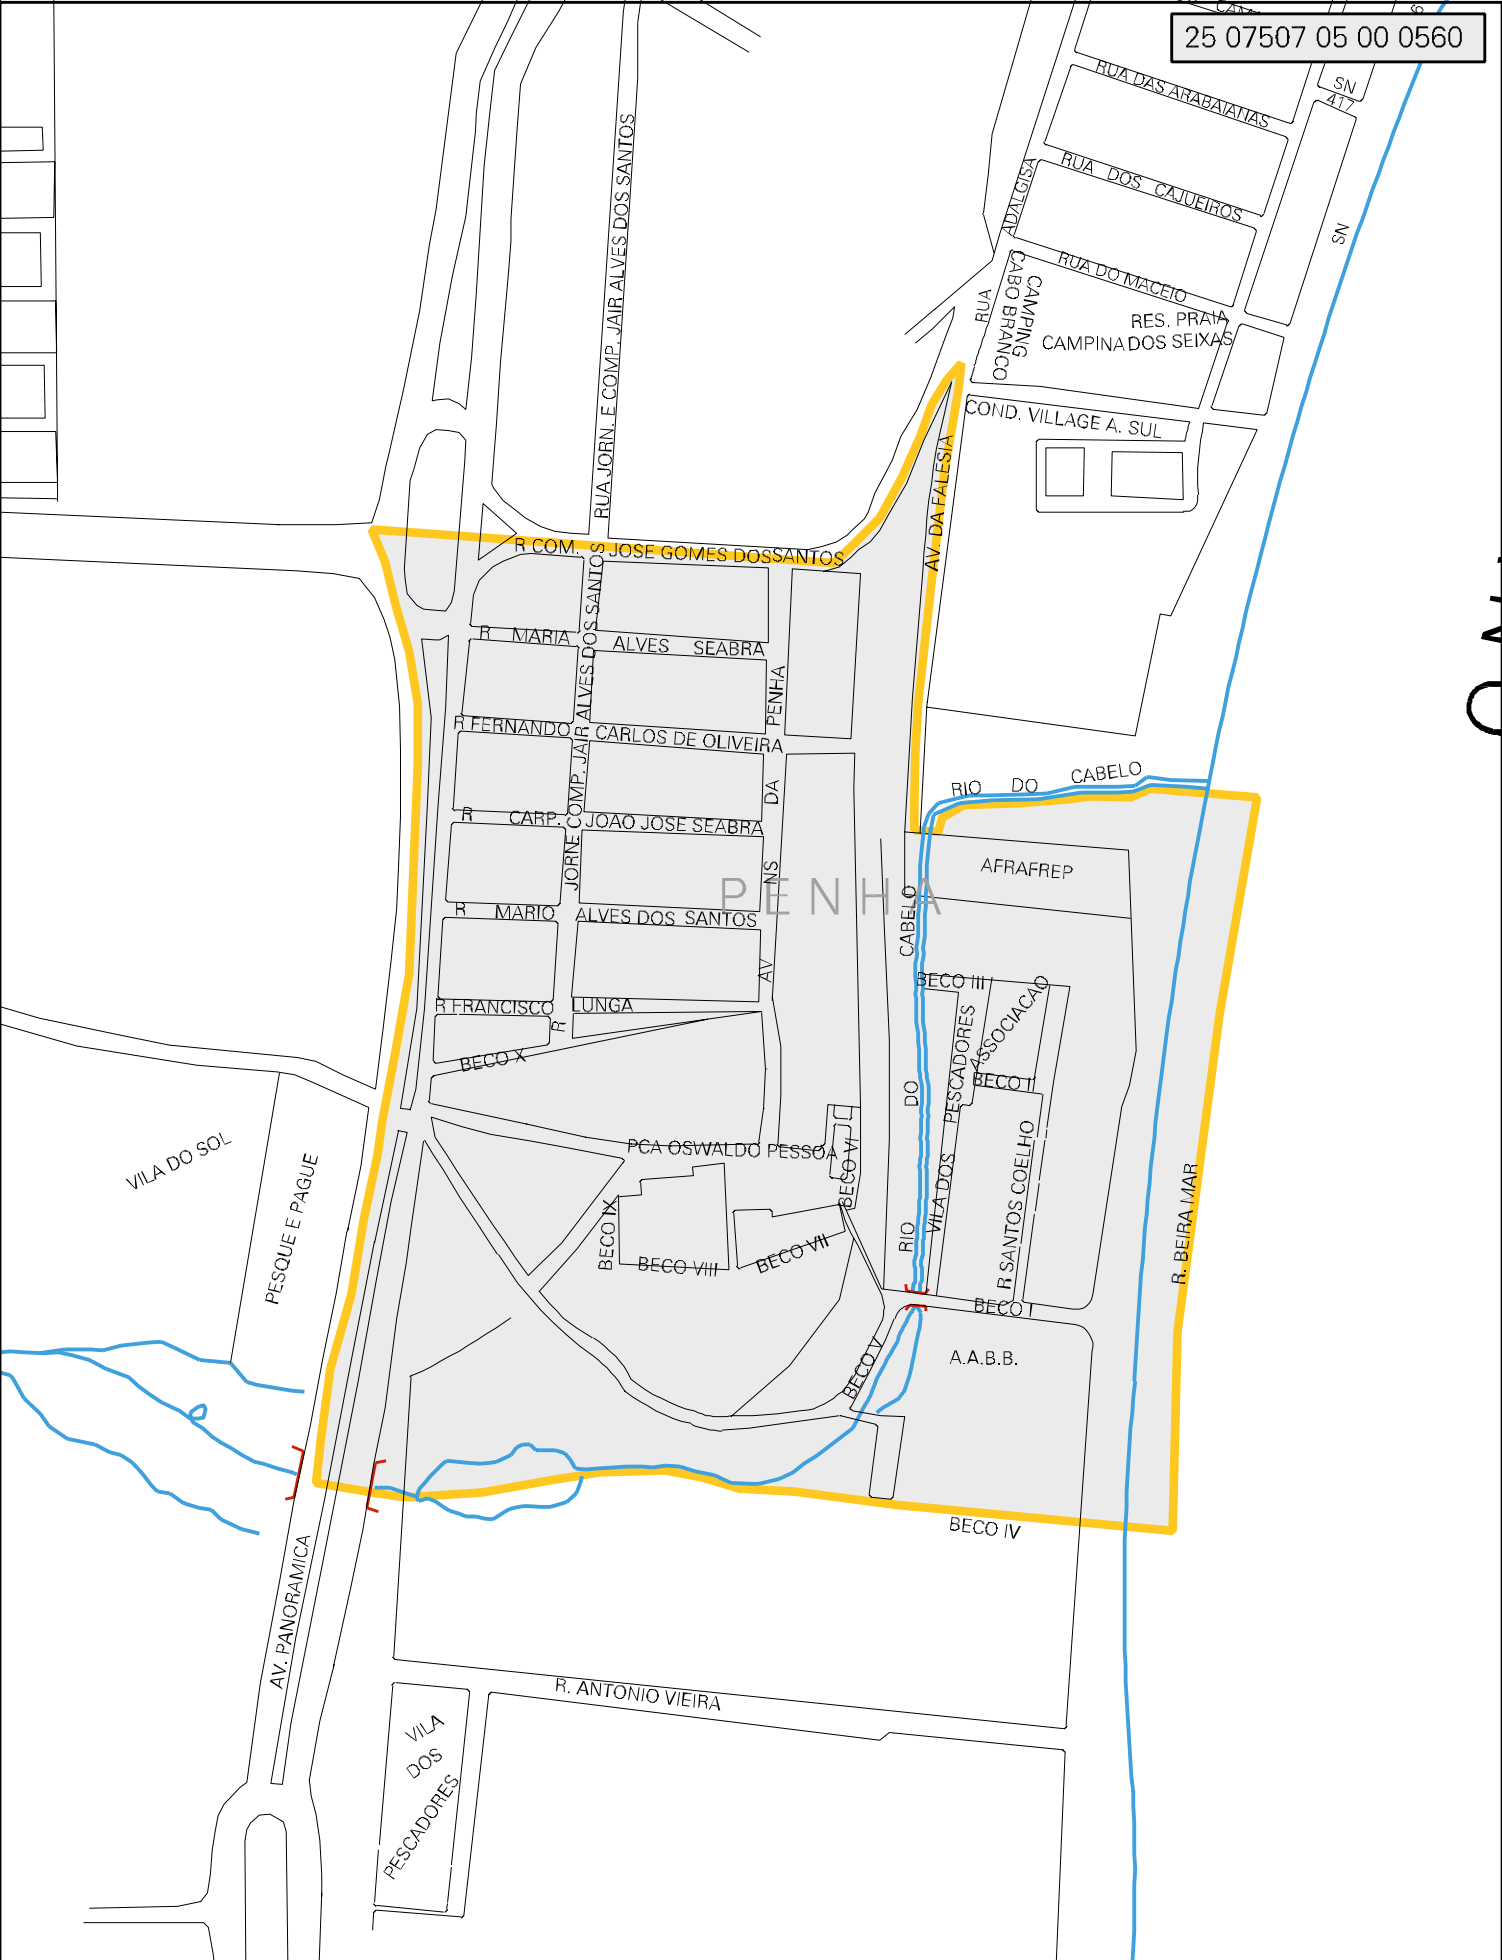 25 07507 05 00 0560
RUA DAS ARABAIANAS
SN
417
RUA DOS CAJUEIROS
ADALGISA
RUA
SN
RUA DO MACEIO
CAMPING
CABO BRANCO
RES. PRAIA
CAMPINA DOS SEIXAS
RUA JORN. E COMP. JAIR ALVES DOS SANTOS
COND. VILLAGE A. SUL
AV. DA FALESIA
R COM. JOSE GOMES DOSSANTOS
R MARIA ALVES SEABRA
JORN. E COMP. JAIR ALVES DOS SANTOS
R
R FERNANDO CARLOS DE OLIVEIRA
AV NS DA PENHA
RIO DO CABELO
R CARP. JOAO JOSE SEABRA
AFRAFREP
PENHA
R MARIO ALVES DOS SANTOS
RIO DO CABELO
BECO III
ASSOCIACAO
R FRANCISCO LUNGA
BECO X
BECO II
VILA DOS PESCADORES
PCA OSWALDO PESSOA
BECO VI
VILA DO SOL
PESQUE E PAGUE
R SANTOS COELHO
R. BEIRA MAR
BECO IX
BECO VIII
BECO VII
BECO I
BECO V
A.A.B.B.
BECO IV
AV. PANORAMICA
R. ANTONIO VIEIRA
VILA
DOS
PESCADORES